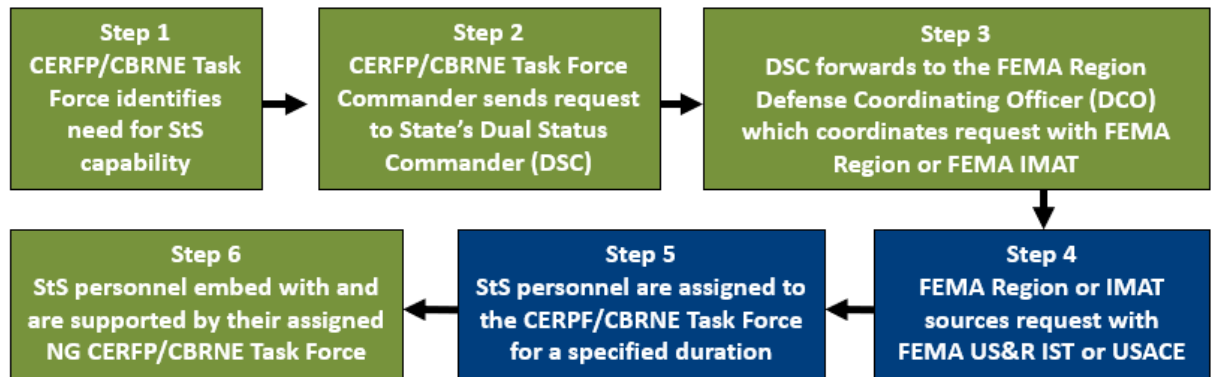 Step 1
CERFP/CBRNE Task
Force identifies
need for StS
capability
Step 2
CERFP/CBRNE Task Force
Commander sends request
to State's Dual Status
Commander (DSC)
Step 3
DSC forwards to the FEMA Region
Defense Coordinating Officer (DCO)
which coordinates request with FEMA
Region or FEMA IMAT
Step 4
FEMA Region or IMAT
sources request with
FEMA US&R IST or USACE
Step 5
StS personnel are assigned to
the CERPF/CBRNE Task Force
for a specified duration
Step 6
StS personnel embed with and
are supported by their assigned
NG CERFP/CBRNE Task Force